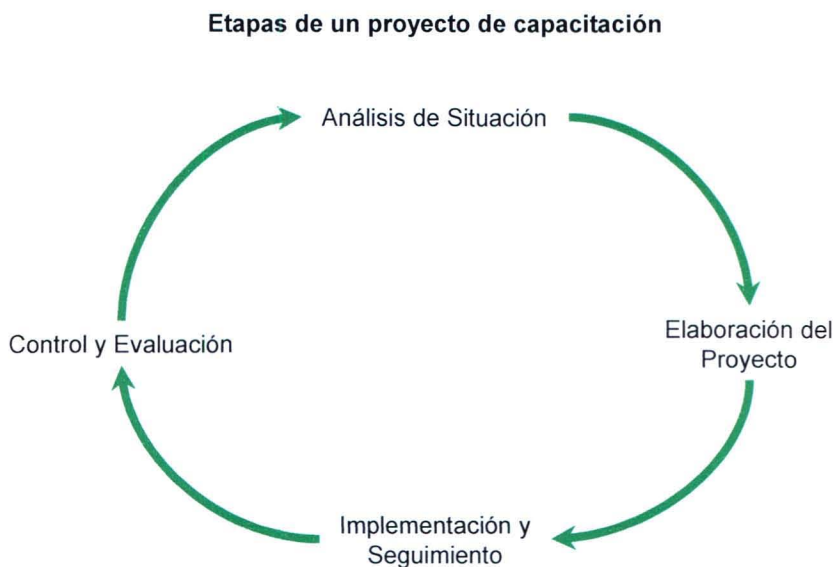 Etapas de un proyecto de capacitación
Análisis de Situación
Elaboración del
Proyecto
Implementación y
Seguimiento
Control y Evaluación